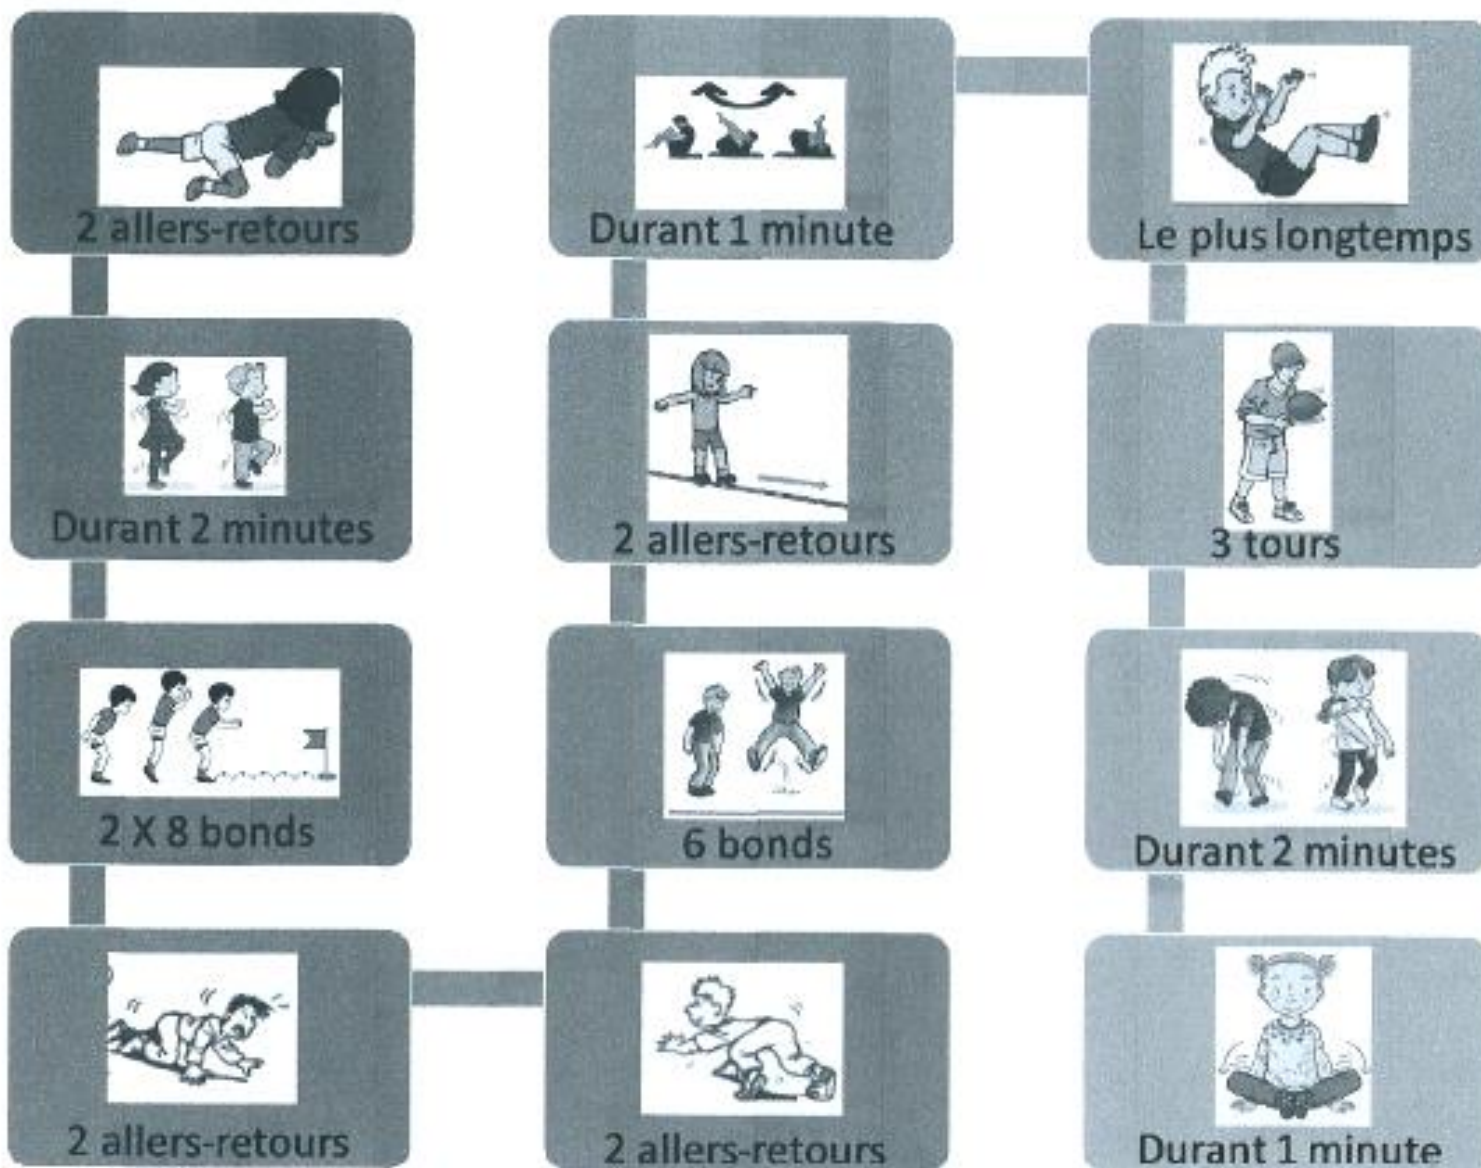 2 allers-retours
Durant 2 minutes
2 X 8 bonds
2 allers-retours
2 allers-retours
6 bonds
2 allers-retours
Durant 1 minute
Le plus longtemps
3 tours
Durant 2 minutes
Durant 1 minute